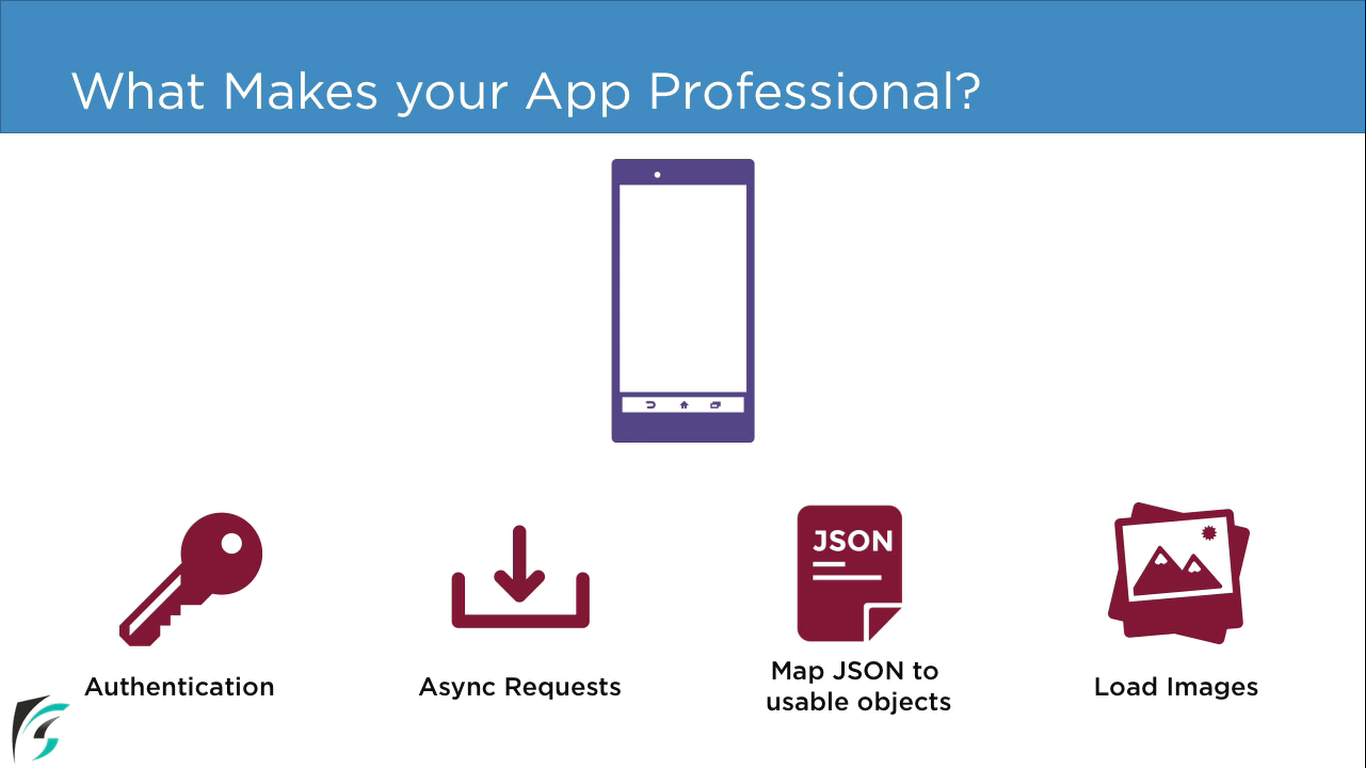 What Makes your App Professional?
JSON
Authentication
Async Requests
Map JSON to
usable objects
Load Images